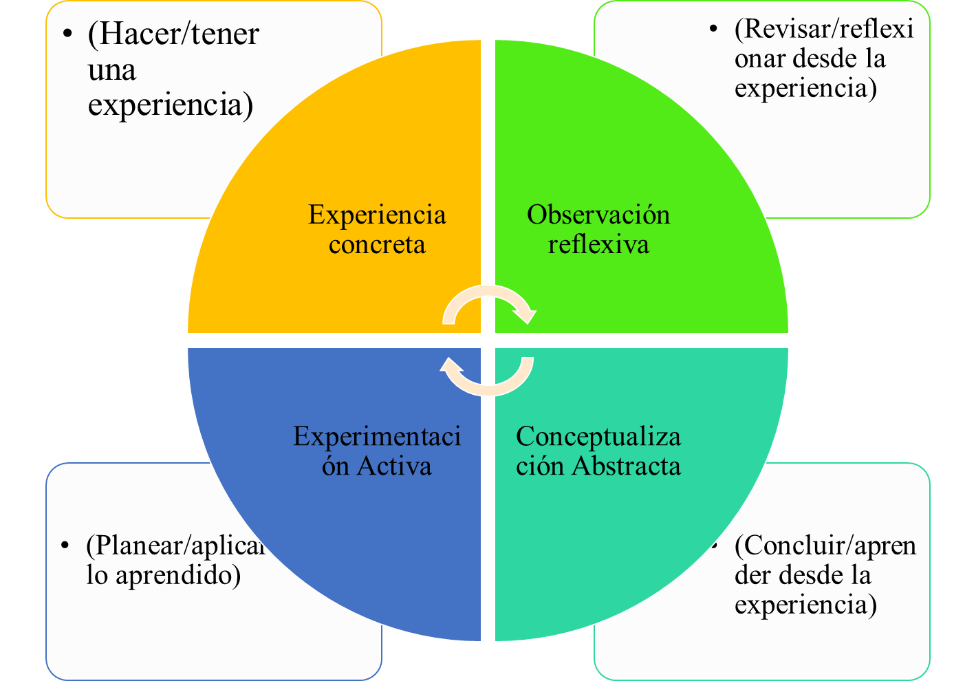 • (Hacer/tener
una
experiencia)
• (Revisar/reflexi
onar desde la
experiencia)
Experiencia
concreta
Observación
reflexiva
Experimentaci
ón Activa
Conceptualiza
ción Abstracta
• (Planear/aplicar
lo aprendido)
• (Concluir/apren
der desde la
experiencia)